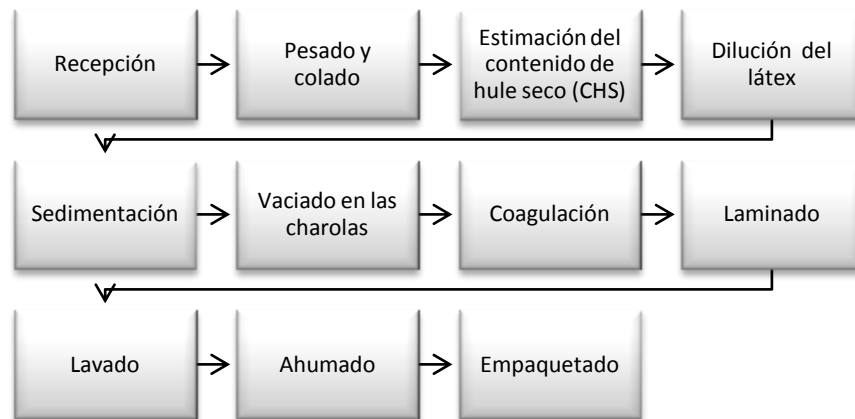 Recepción
Pesado y
colado
Estimación del
contenido de
hule seco (CHS)
Dilución del
látex
Sedimentación
Vaciado en las
charolas
Coagulación
Laminado
Lavado
Ahumado
Empaquetado